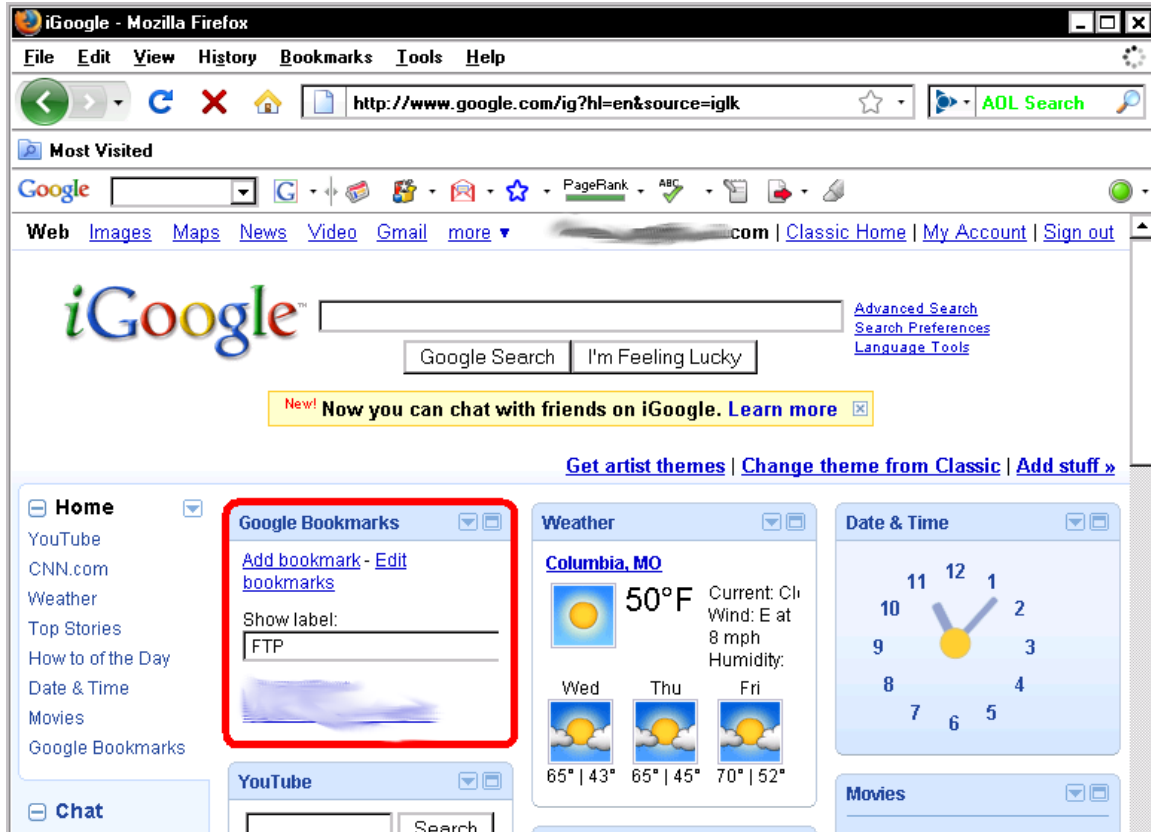 iGoogle - Mozilla Firefox
File Edit View History Bookmarks Tools Help
http://www.google.com/ig?hl=en&source=iglk
AOL Search
Most Visited
Google G PageRank ABC
Web Images Maps News Video Gmail more ▼ com | Classic Home | My Account | Sign out
iGoogle™
Advanced Search
Search Preferences
Language Tools
Google Search I'm Feeling Lucky
New! Now you can chat with friends on iGoogle. Learn more
Get artist themes | Change theme from Classic | Add stuff »
Home
YouTube
CNN.com
Weather
Top Stories
How to of the Day
Date & Time
Movies
Google Bookmarks
Chat
Google Bookmarks
Add bookmark - Edit
bookmarks
Show label:
FTP
YouTube
Search
Weather
Columbia, MO
50°F
Current:
Wind: E at
8 mph
Humidity:
Wed Thu Fri
65° | 43° 65° | 45° 70° | 52°
Date & Time
12
11 1
10 2
9 3
8 4
7 5
6
Movies